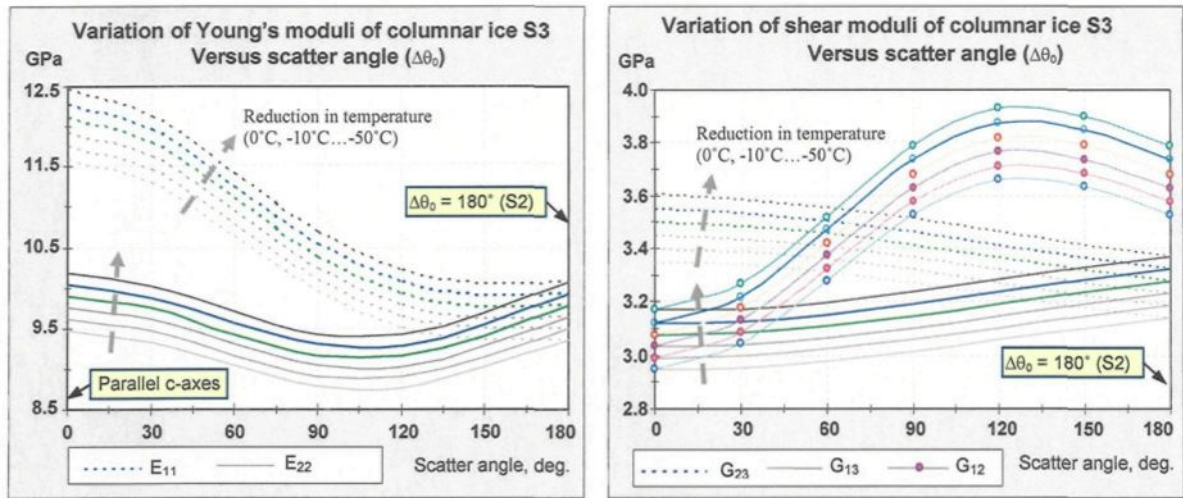 Variation of Young's moduli of columnar ice S3
Versus scatter angle (Δθ₀)
GPa
12.5
11.5
10.5
9.5
8.5
Reduction in temperature
(0˚C, -10˚C...-50˚C)
Δθ₀ = 180˚ (S2)
Parallel c-axes
0 30 60 90 120 150 180
E₁₁ E₂₂ Scatter angle, deg.
Variation of shear moduli of columnar ice S3
Versus scatter angle (Δθ₀)
GPa
4.0
3.8
3.6
3.4
3.2
3.0
2.8
Reduction in temperature
(0˚C, -10˚C...-50˚C)
Δθ₀ = 180˚ (S2)
0 30 60 90 120 150 180
Scatter angle, deg.
G₂₃ G₁₃ G₁₂